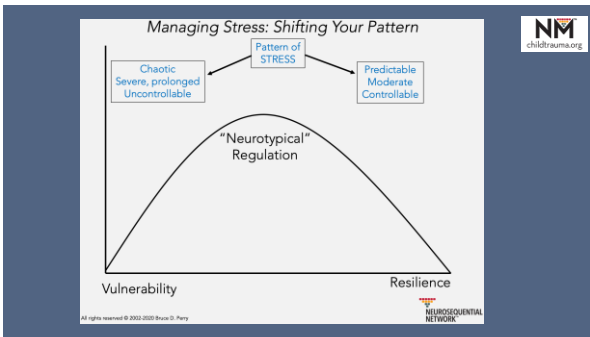 Managing Stress: Shifting Your Pattern
NM
childtrauma.org
Pattern of
STRESS
Chaotic
Severe, prolonged
Uncontrollable
Predictable
Moderate
Controllable
"Neurotypical"
Regulation
Vulnerability
Resilience
All rights reserved © 2002-2020 Bruce D. Perry
NEUROSEQUENTIAL
NETWORK